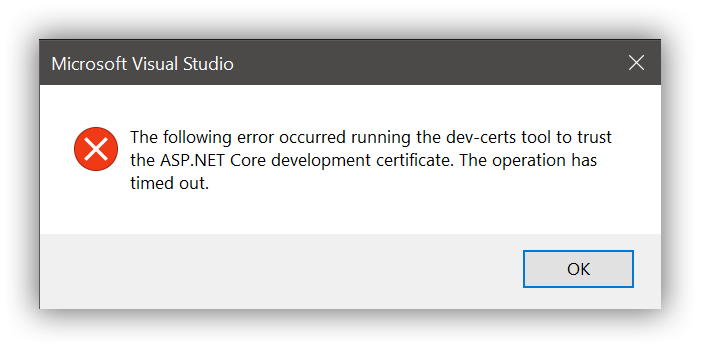 Microsoft Visual Studio
The following error occurred running the dev-certs tool to trust
the ASP.NET Core development certificate. The operation has
timed out.
OK